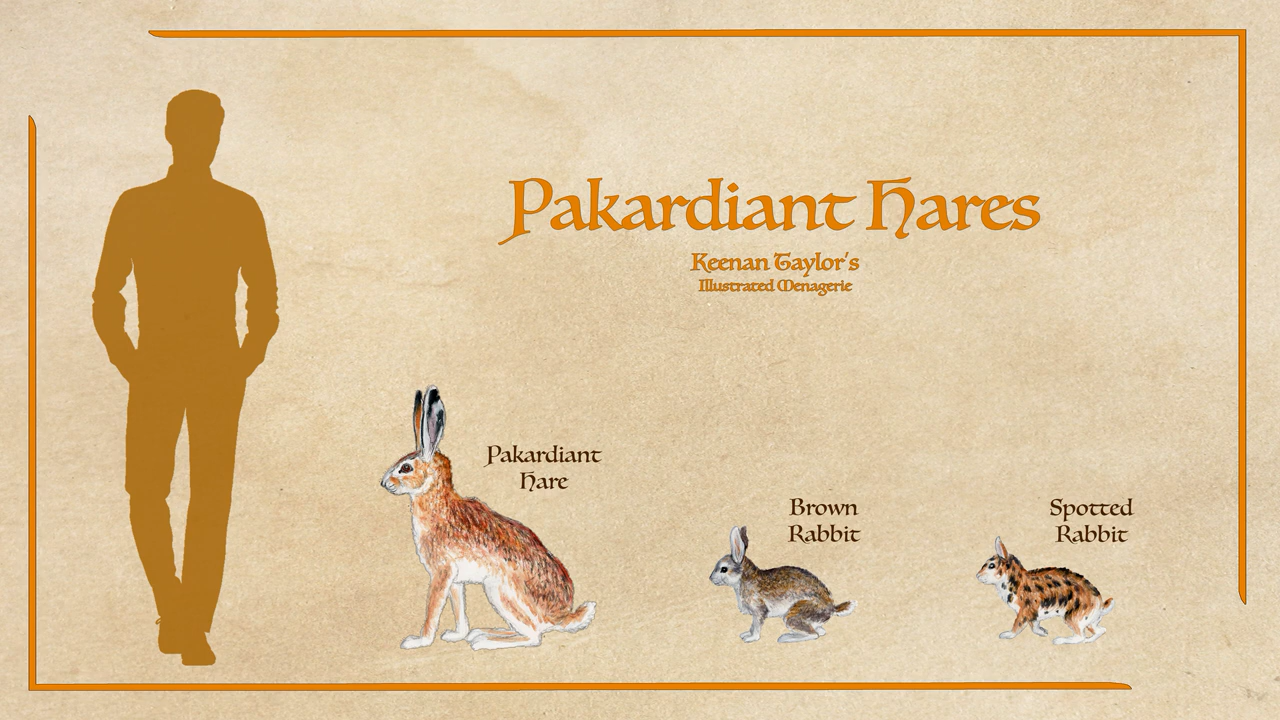 Pakardiant Hares
Keenan Taylor's
Illustrated Menagerie
Pakardiant
Hare
Brown
Rabbit
Spotted
Rabbit